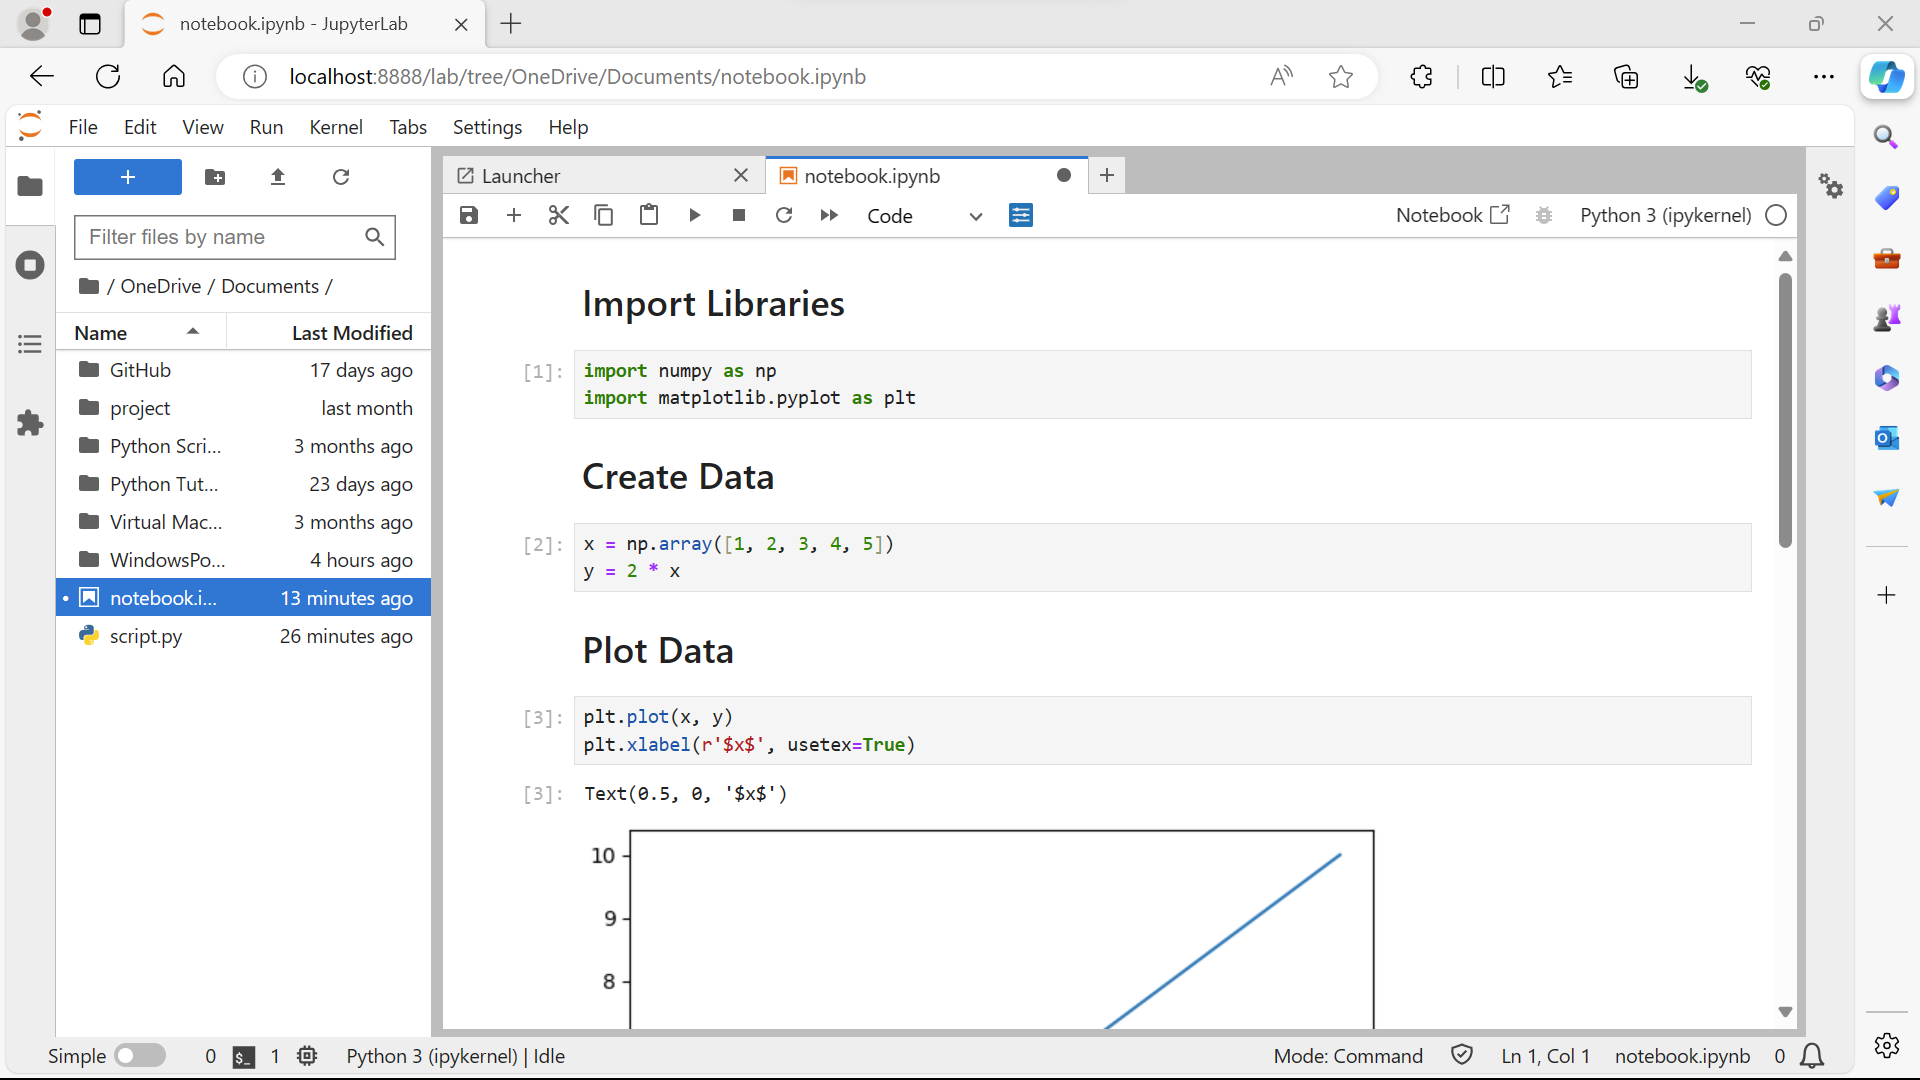 notebook.ipynb - JupyterLab
localhost:8888/lab/tree/OneDrive/Documents/notebook.ipynb
File Edit View Run Kernel Tabs Settings Help
Launcher
notebook.ipynb
Filter files by name
Code
Notebook
Python 3 (ipykernel)
/ OneDrive / Documents /
Name Last Modified
GitHub 17 days ago
project last month
Python Scri... 3 months ago
Python Tut... 23 days ago
Virtual Mac... 3 months ago
WindowsPo... 4 hours ago
notebook.i... 13 minutes ago
script.py 26 minutes ago
Import Libraries
[1]: import numpy as np
import matplotlib.pyplot as plt
Create Data
[2]: x = np.array([1, 2, 3, 4, 5])
y = 2 * x
Plot Data
[3]: plt.plot(x, y)
plt.xlabel(r'$x$', usetex=True)
[3]: Text(0.5, 0, '$x$')
10
9
8
Simple 0 $_ 1 Python 3 (ipykernel) | Idle
Mode: Command Ln 1, Col 1 notebook.ipynb 0